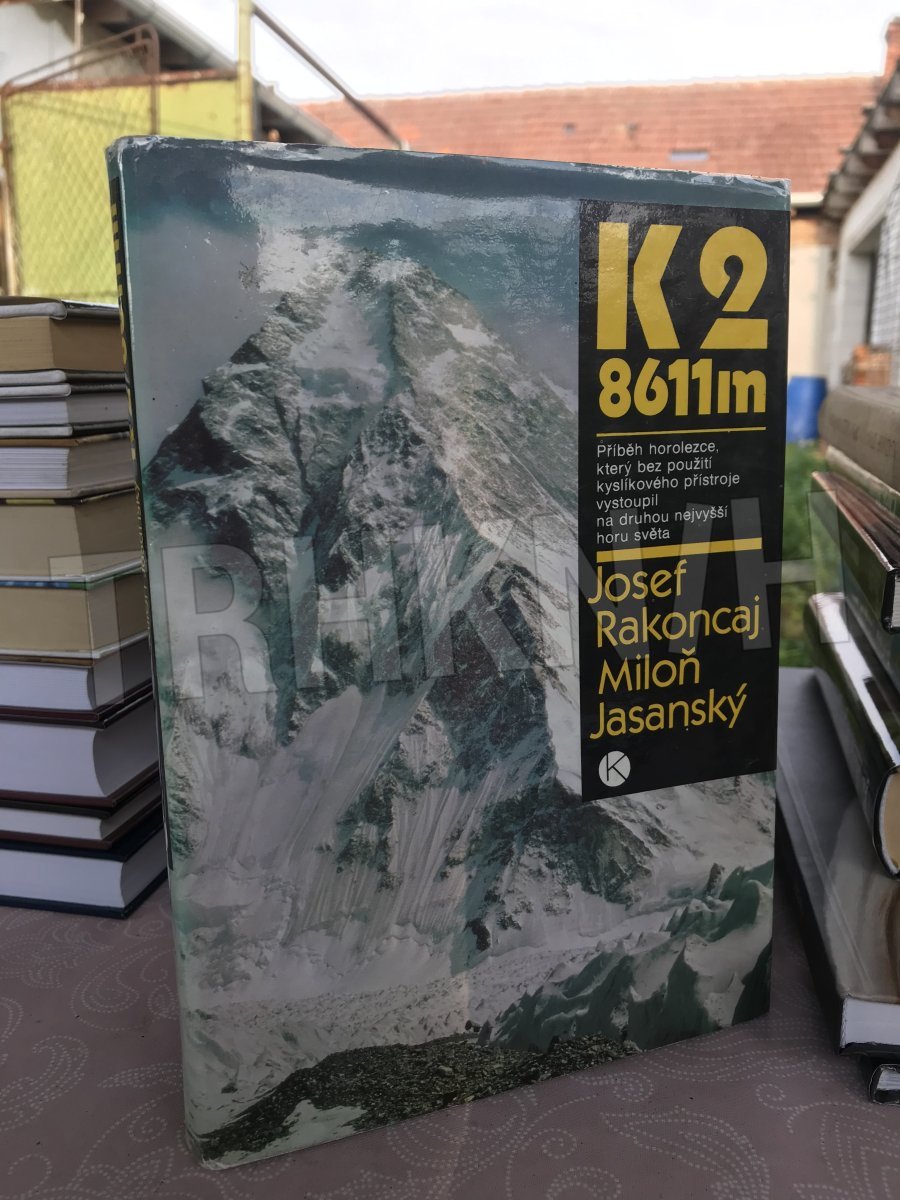 K2
8611m
Příběh horolezce,
který bez použití
kyslíkového přístroje
vystoupil
na druhou nejvyšší
horu světa
Josef
Rakoncaj
Miloň
Jasanský
K
TRHKNIH